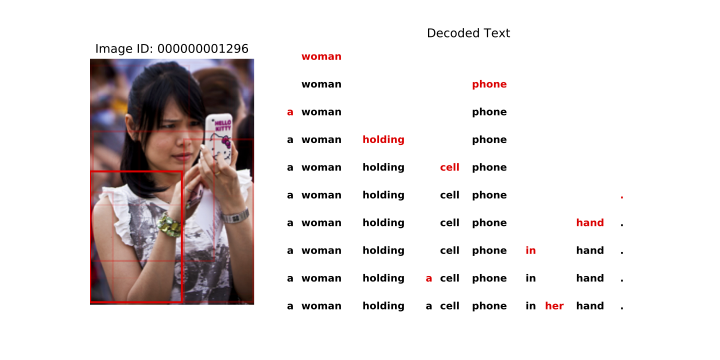 Decoded Text
Image ID: 000000001296
HELLO
KITTY
woman
woman phone
a woman phone
a woman holding phone
a woman holding cell phone
a woman holding cell phone .
a woman holding cell phone hand .
a woman holding cell phone in hand .
a woman holding a cell phone in hand .
a woman holding a cell phone in her hand .